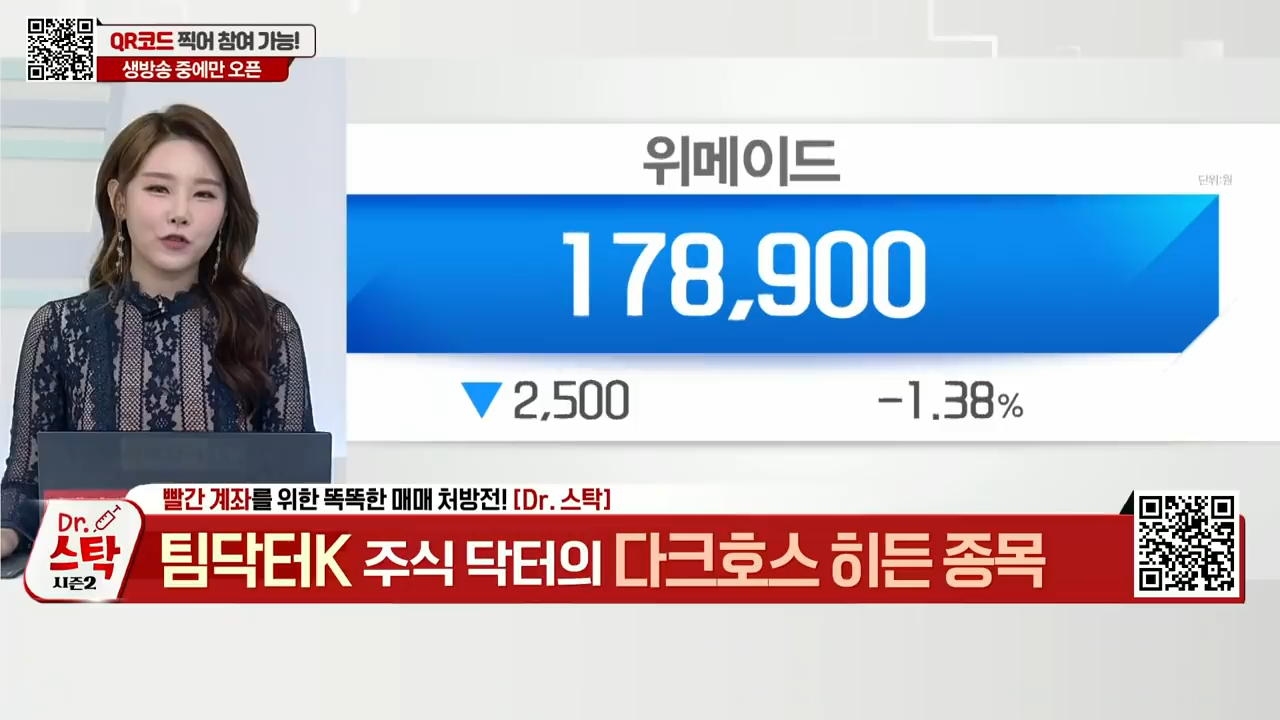 QR코드 찍어 참여 가능!
생방송 중에만 오픈
위메이드
단위:원
178,900
▼2,500
-1.38%
빨간 계좌를 위한 똑똑한 매매 처방전! [Dr. 스탁]
Dr.
스탁
시즌2
팀닥터K 주식 닥터의 다크호스 히든 종목